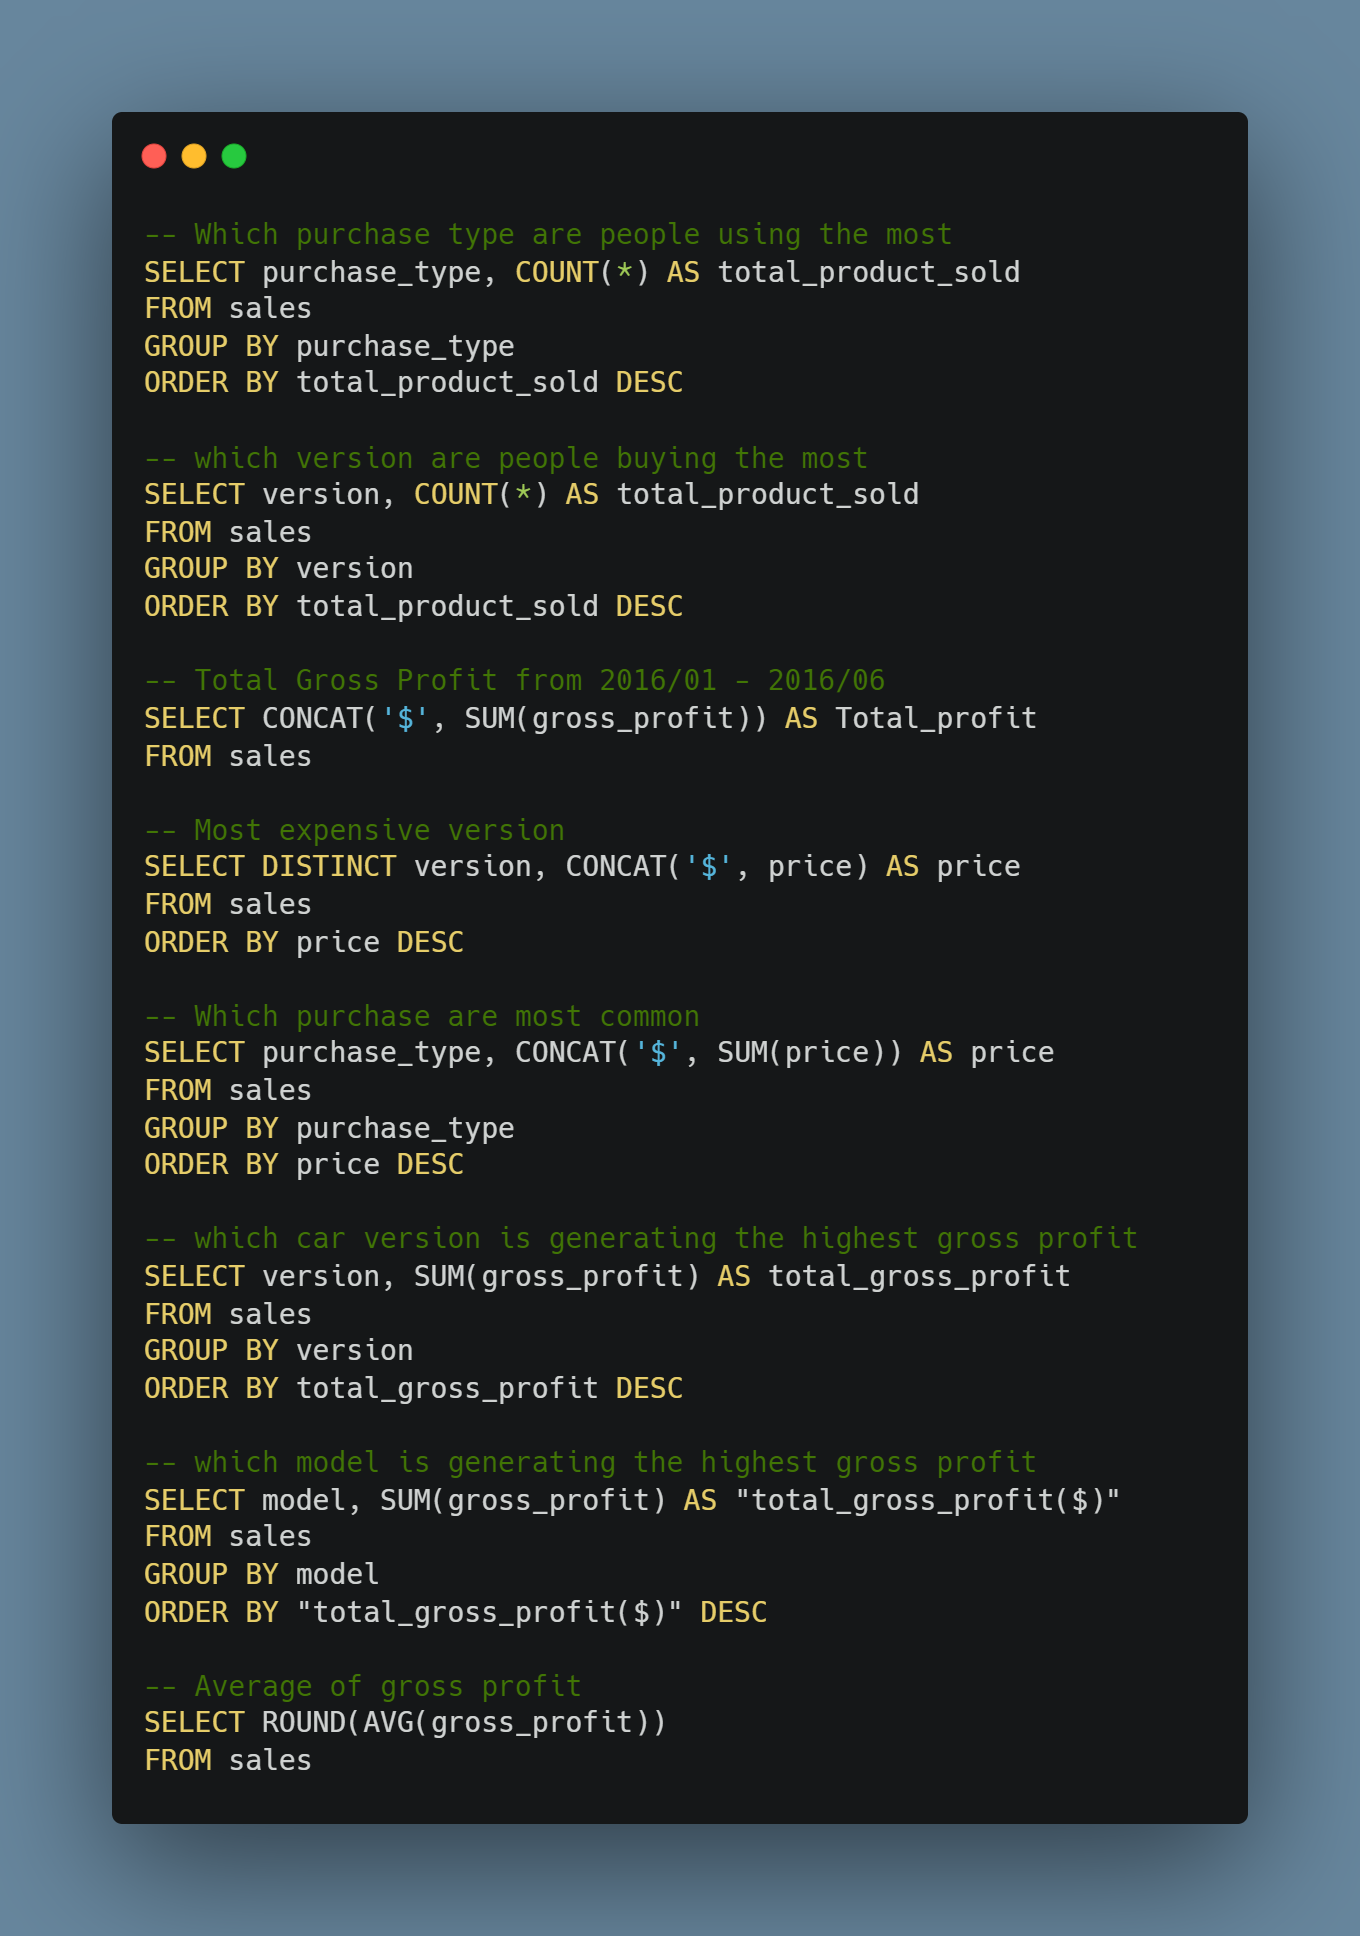 -- Which purchase type are people using the most
SELECT purchase_type, COUNT(*) AS total_product_sold
FROM sales
GROUP BY purchase_type
ORDER BY total_product_sold DESC

-- which version are people buying the most
SELECT version, COUNT(*) AS total_product_sold
FROM sales
GROUP BY version
ORDER BY total_product_sold DESC

-- Total Gross Profit from 2016/01 - 2016/06
SELECT CONCAT('$', SUM(gross_profit)) AS Total_profit
FROM sales

-- Most expensive version
SELECT DISTINCT version, CONCAT('$', price) AS price
FROM sales
ORDER BY price DESC

-- Which purchase are most common
SELECT purchase_type, CONCAT('$', SUM(price)) AS price
FROM sales
GROUP BY purchase_type
ORDER BY price DESC

-- which car version is generating the highest gross profit
SELECT version, SUM(gross_profit) AS total_gross_profit
FROM sales
GROUP BY version
ORDER BY total_gross_profit DESC

-- which model is generating the highest gross profit
SELECT model, SUM(gross_profit) AS "total_gross_profit($)"
FROM sales
GROUP BY model
ORDER BY "total_gross_profit($)" DESC

-- Average of gross profit
SELECT ROUND(AVG(gross_profit))
FROM sales